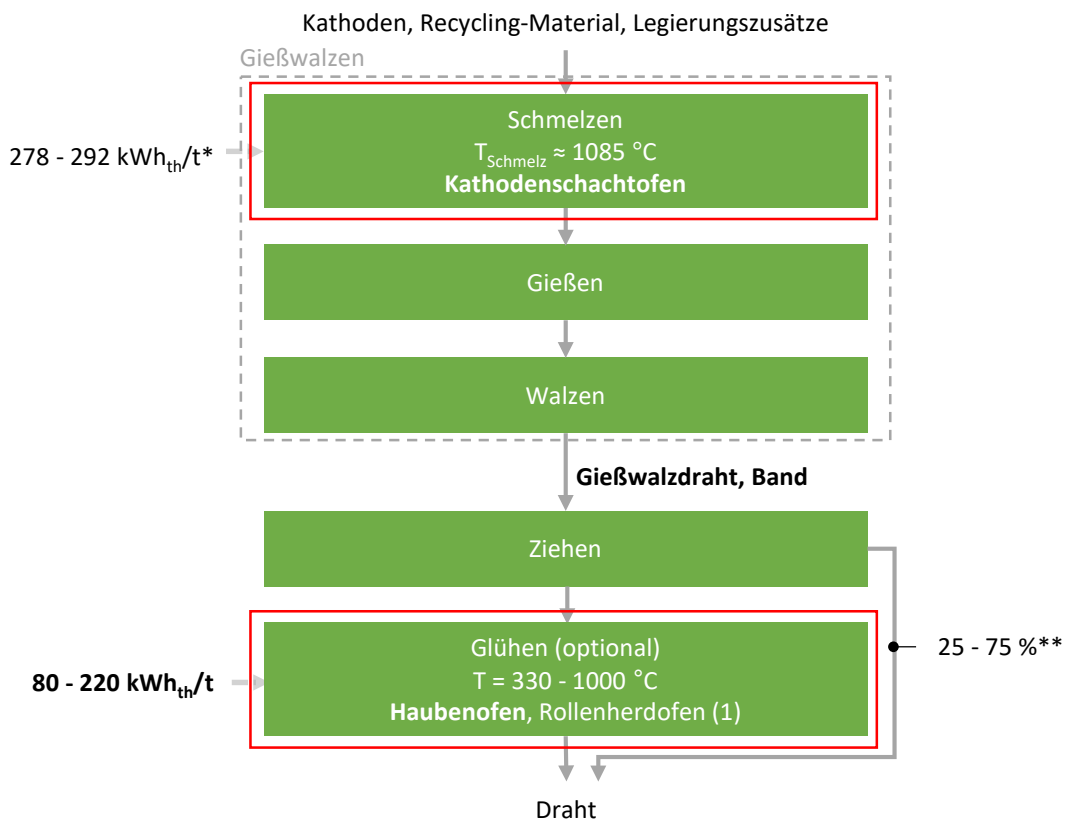 Kathoden, Recycling-Material, Legierungszusätze
Gießwalzen
Schmelzen
T_Schmelz ≈ 1085 °C
Kathodenschachtofen
278 - 292 kWh_th/t*
Gießen
Walzen
Gießwalzdraht, Band
Ziehen
Glühen (optional)
T = 330 - 1000 °C
Haubenofen, Rollenherdofen (1)
80 - 220 kWh_th/t
25 - 75 %**
Draht